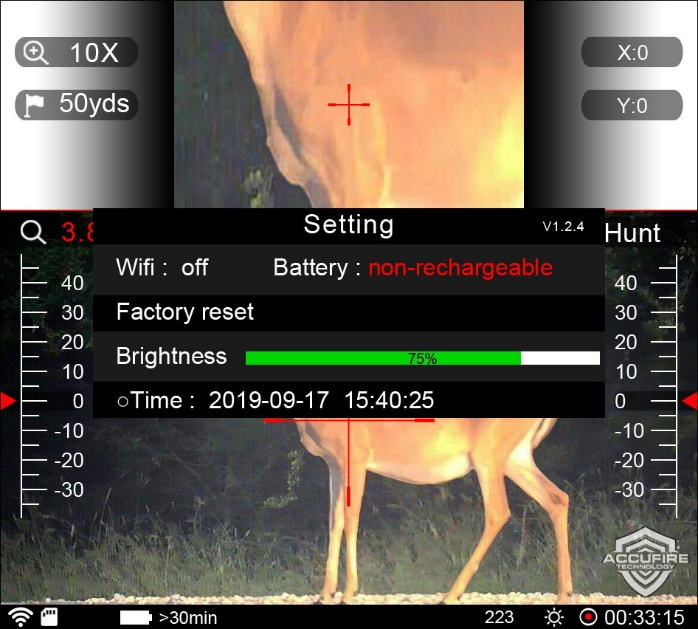 10X
X:0
50yds
Y:0
Setting
V1.2.4
3.8
Hunt
Wifi : off
Battery : non-rechargeable
Factory reset
Brightness
75%
○Time : 2019-09-17 15:40:25
40
30
20
10
0
-10
-20
-30
40
30
20
10
0
-10
-20
-30
ACCUFIRE
TECHNOLOGY
>30min
223
00:33:15